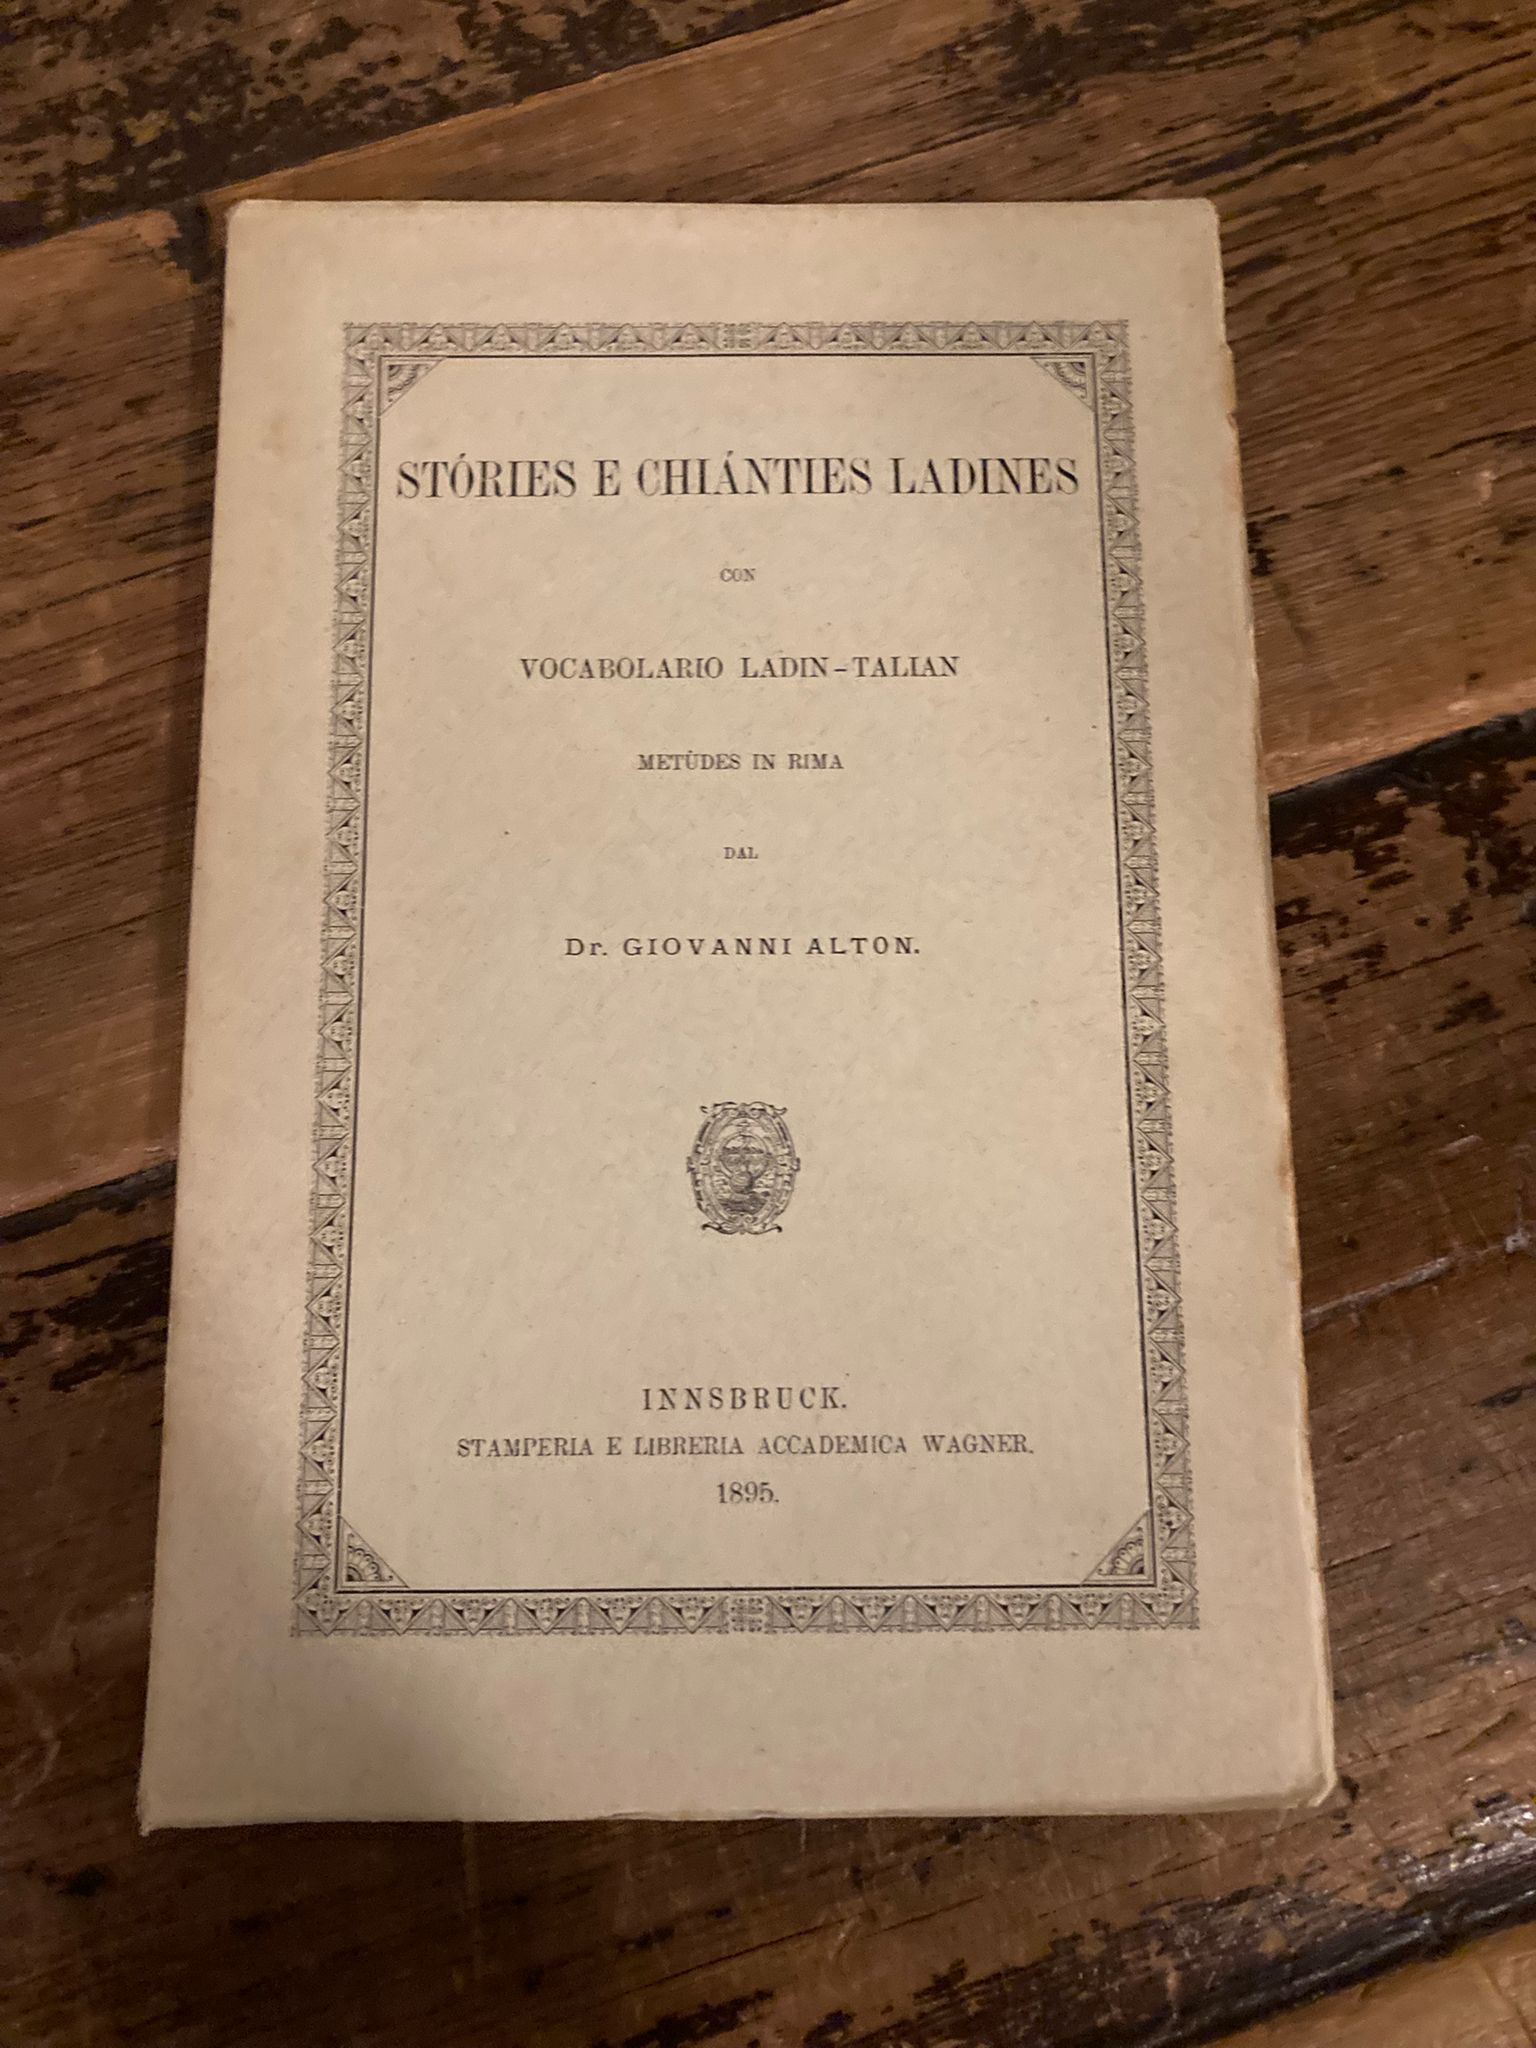 STÓRIES E CHIÁNTIES LADINES
CON
VOCABOLARIO LADIN-TALIAN
METÜDES IN RIMA
DAL
Dr. GIOVANNI ALTON.
INNSBRUCK.
STAMPERIA E LIBRERIA ACCADEMICA WAGNER.
1895.